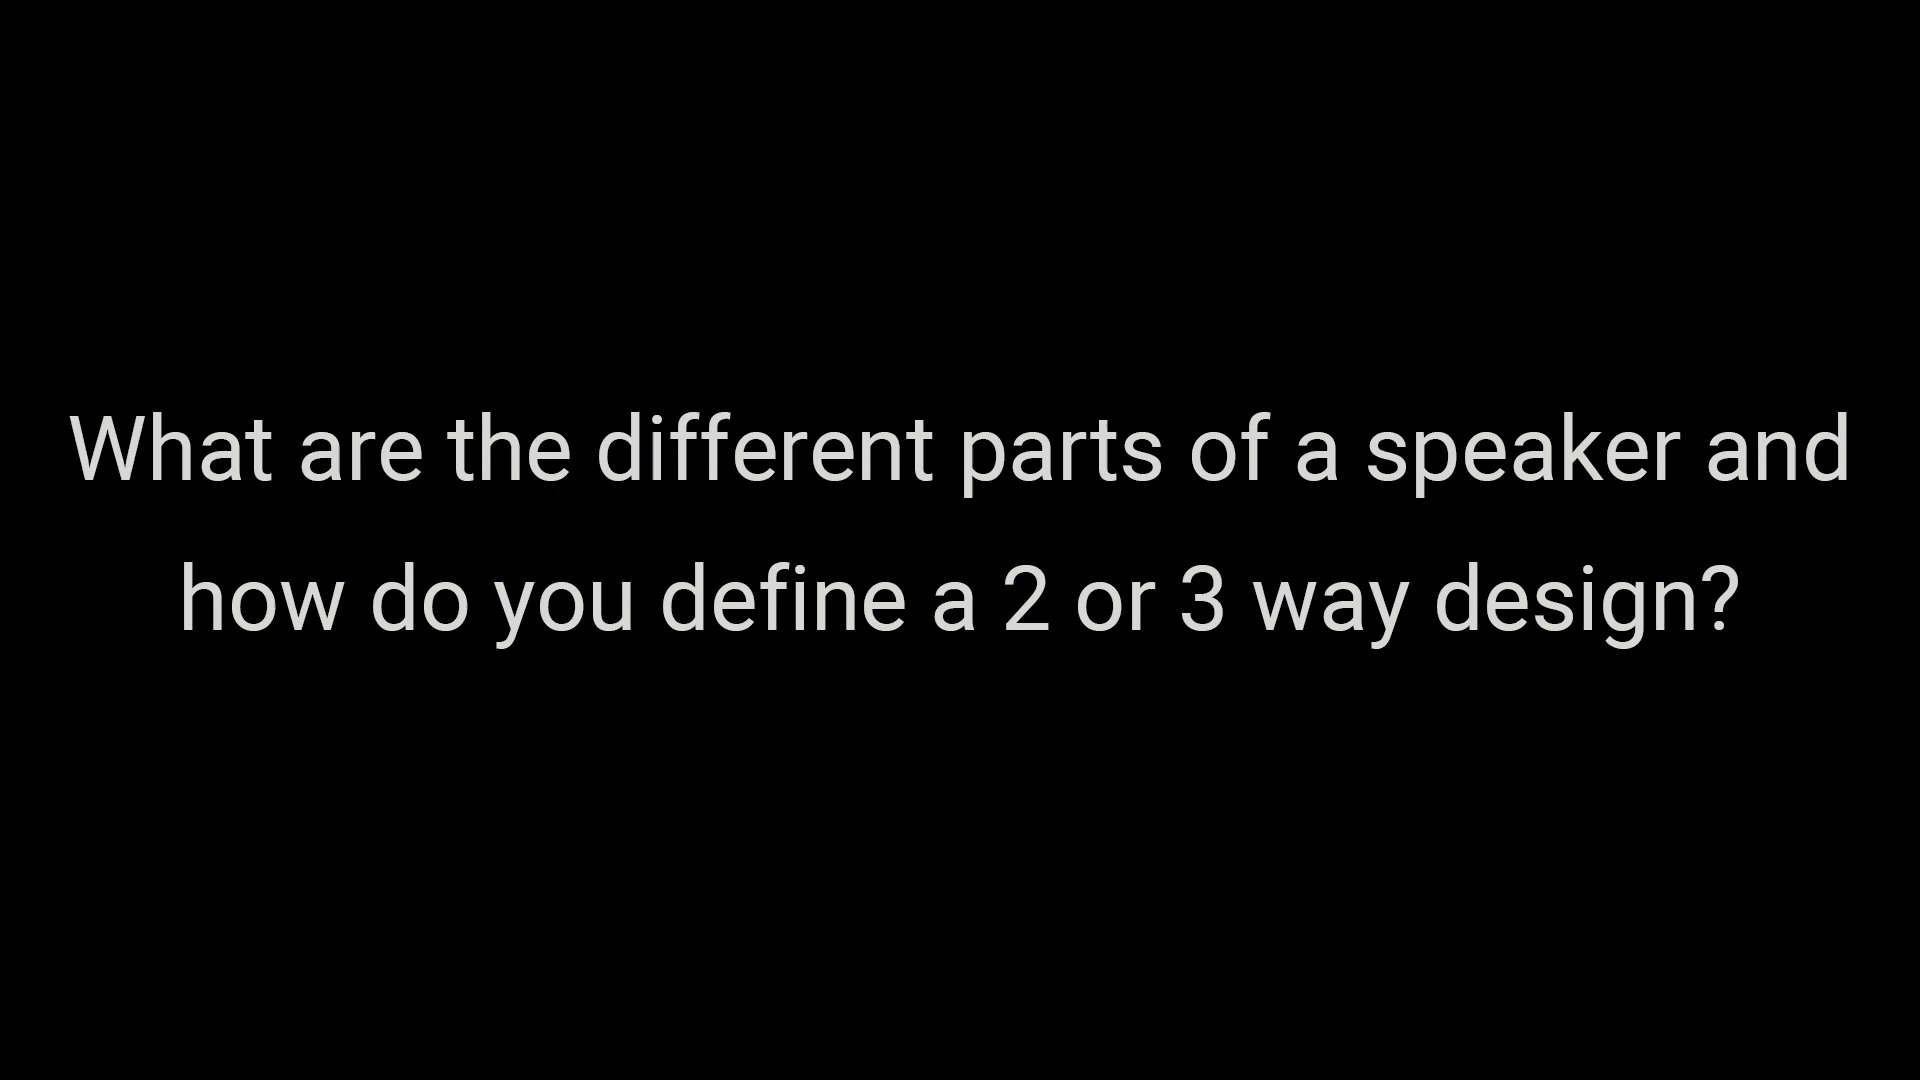 What are the different parts of a speaker and
how do you define a 2 or 3 way design?